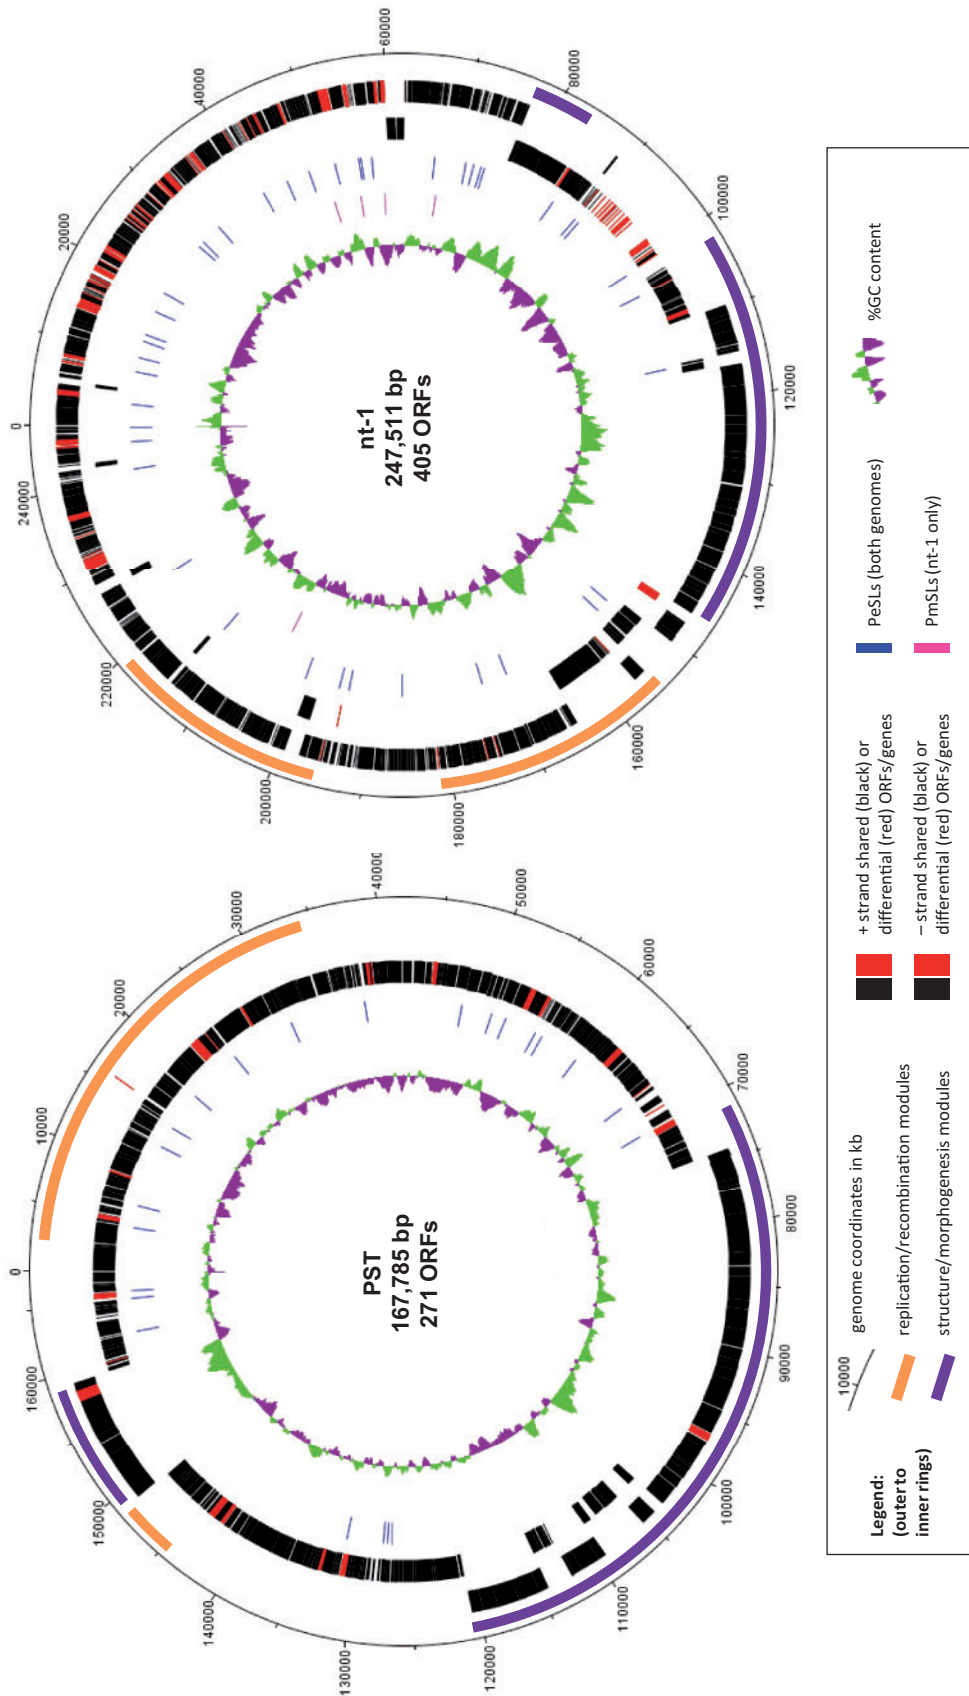 PST
167,785 bp
271 ORFs
0
10000
20000
30000
40000
50000
60000
70000
80000
90000
100000
110000
120000
130000
140000
150000
160000
nt-1
247,511 bp
405 ORFs
0
20000
40000
60000
80000
100000
120000
140000
160000
180000
200000
220000
240000
Legend:
(outer to
inner rings)
10000
genome coordinates in kb
replication/recombination modules
structure/morphogenesis modules
+ strand shared (black) or
differential (red) ORFs/genes
– strand shared (black) or
differential (red) ORFs/genes
PeSLs (both genomes)
PmSLs (nt-1 only)
%GC content